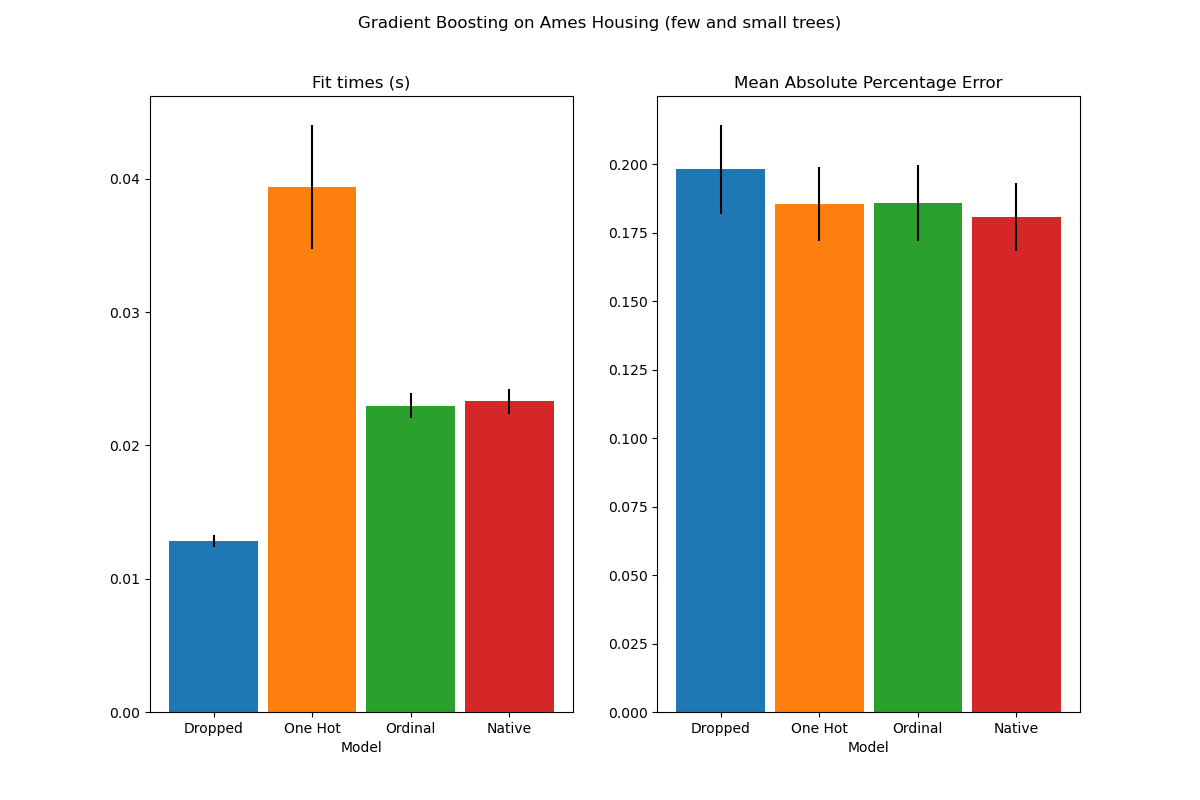 Gradient Boosting on Ames Housing (few and small trees)
Fit times (s)
0.04
0.03
0.02
0.01
0.00
Dropped One Hot Ordinal Native
Model
Mean Absolute Percentage Error
0.200
0.175
0.150
0.125
0.100
0.075
0.050
0.025
0.000
Dropped One Hot Ordinal Native
Model